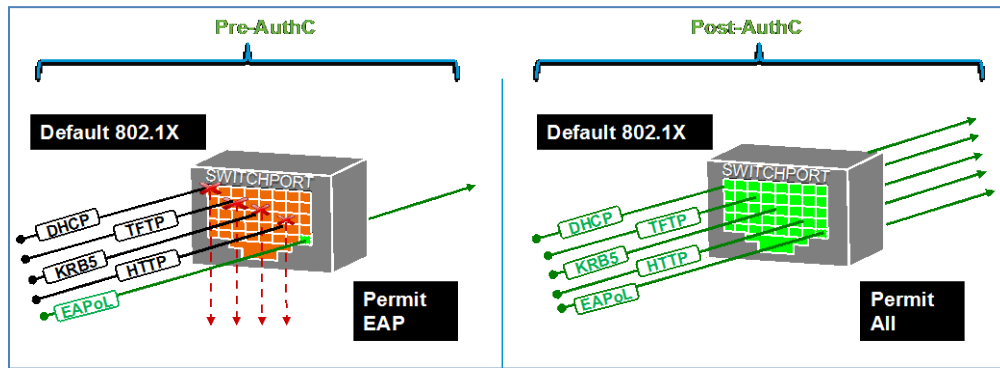 Pre-AuthC
Default 802.1X
SWITCHPORT
DHCP
TFTP
KRB5
HTTP
EAPoL
Permit
EAP
Post-AuthC
Default 802.1X
SWITCHPORT
DHCP
TFTP
KRB5
HTTP
EAPoL
Permit
All